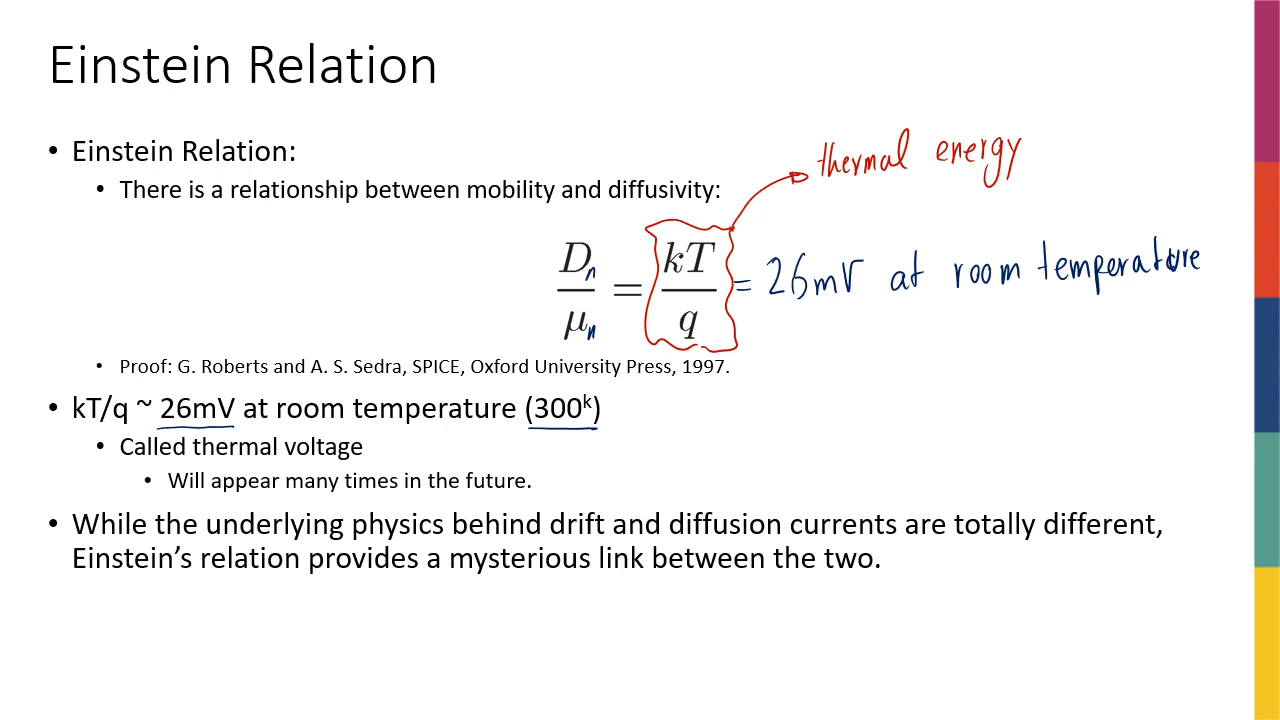 Einstein Relation
• Einstein Relation:
thermal energy
• There is a relationship between mobility and diffusivity:
Dn/μn = kT/q = 26mV at room temperature
• Proof: G. Roberts and A. S. Sedra, SPICE, Oxford University Press, 1997.
• kT/q ~ 26mV at room temperature (300ᵏ)
• Called thermal voltage
• Will appear many times in the future.
• While the underlying physics behind drift and diffusion currents are totally different,
Einstein’s relation provides a mysterious link between the two.